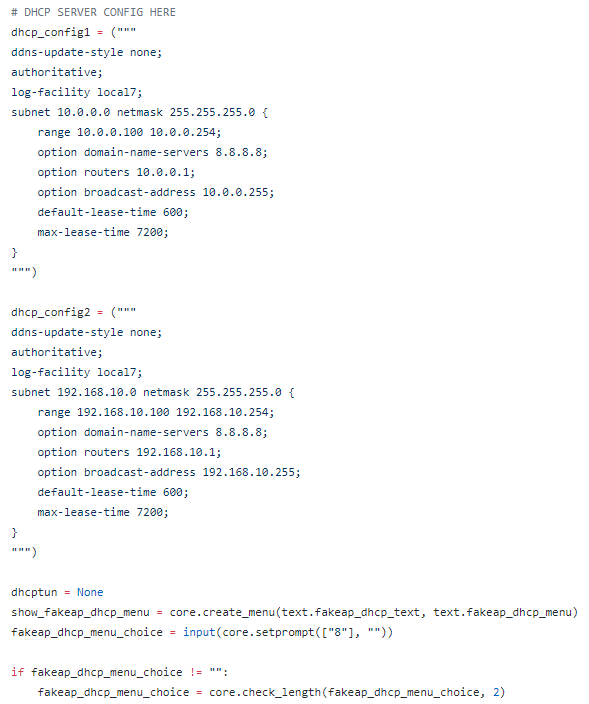 # DHCP SERVER CONFIG HERE
dhcp_config1 = ("""
ddns-update-style none;
authoritative;
log-facility local7;
subnet 10.0.0.0 netmask 255.255.255.0 {
    range 10.0.0.100 10.0.0.254;
    option domain-name-servers 8.8.8.8;
    option routers 10.0.0.1;
    option broadcast-address 10.0.0.255;
    default-lease-time 600;
    max-lease-time 7200;
}
""")

dhcp_config2 = ("""
ddns-update-style none;
authoritative;
log-facility local7;
subnet 192.168.10.0 netmask 255.255.255.0 {
    range 192.168.10.100 192.168.10.254;
    option domain-name-servers 8.8.8.8;
    option routers 192.168.10.1;
    option broadcast-address 192.168.10.255;
    default-lease-time 600;
    max-lease-time 7200;
}
""")

dhcptun = None
show_fakeap_dhcp_menu = core.create_menu(text.fakeap_dhcp_text, text.fakeap_dhcp_menu)
fakeap_dhcp_menu_choice = input(core.setprompt(["8"], ""))

if fakeap_dhcp_menu_choice != "":
    fakeap_dhcp_menu_choice = core.check_length(fakeap_dhcp_menu_choice, 2)